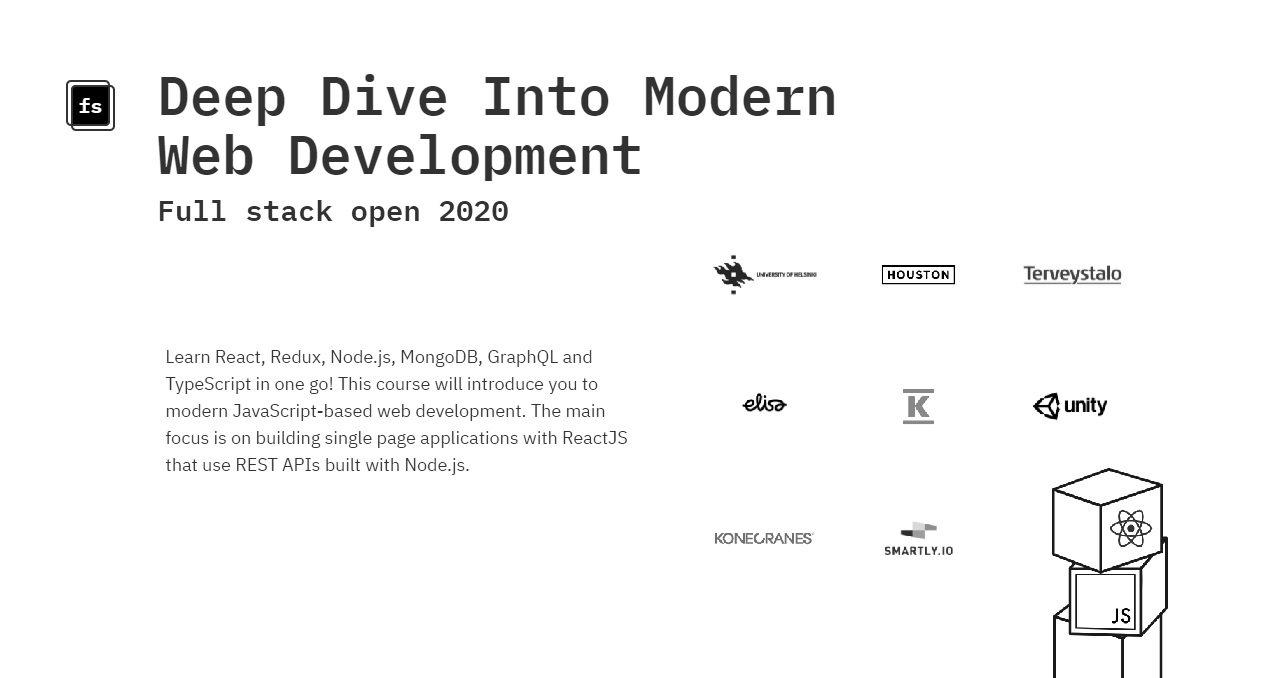 fs
Deep Dive Into Modern
Web Development
Full stack open 2020
UNIVERSITY OF HELSINKI
HOUSTON
Terveystalo
Learn React, Redux, Node.js, MongoDB, GraphQL and
TypeScript in one go! This course will introduce you to
modern JavaScript-based web development. The main
focus is on building single page applications with ReactJS
that use REST APIs built with Node.js.
elisa
K
unity
KONECRANES
SMARTLY.IO
JS